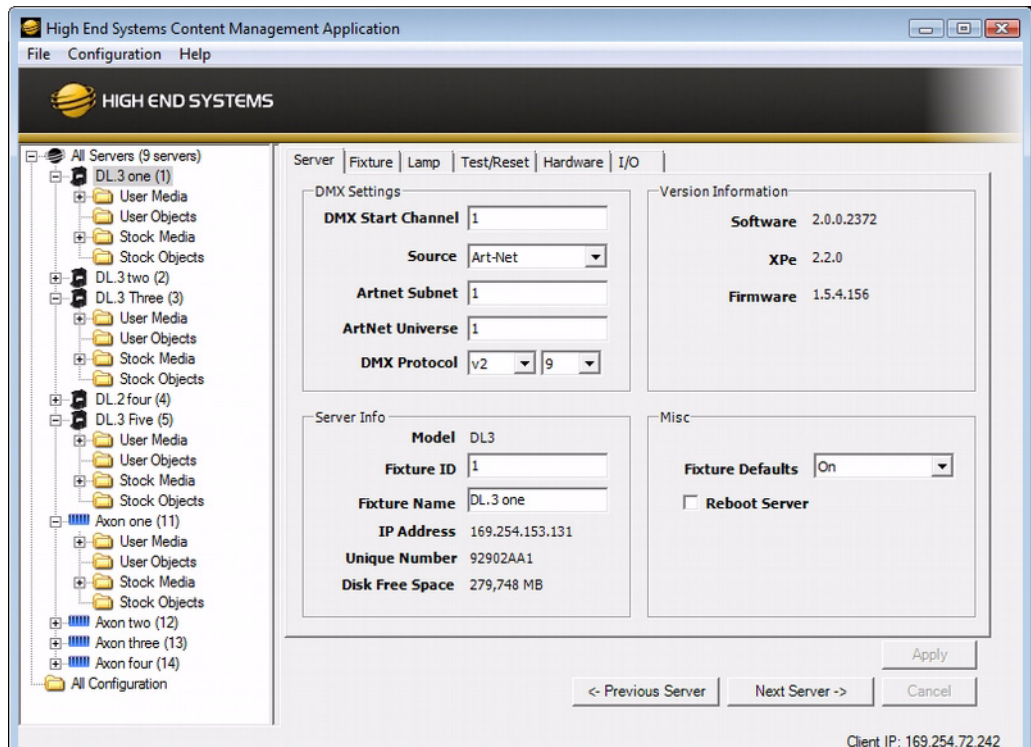 High End Systems Content Management Application
File Configuration Help
HIGH END SYSTEMS
All Servers (9 servers)
DL.3 one (1)
User Media
User Objects
Stock Media
Stock Objects
DL.3 two (2)
DL.3 Three (3)
User Media
User Objects
Stock Media
Stock Objects
DL.2 four (4)
DL.3 Five (5)
User Media
User Objects
Stock Media
Stock Objects
Axon one (11)
User Media
User Objects
Stock Media
Stock Objects
Axon two (12)
Axon three (13)
Axon four (14)
All Configuration
Server Fixture Lamp Test/Reset Hardware I/O
DMX Settings
DMX Start Channel 1
Source Art-Net
Artnet Subnet 1
ArtNet Universe 1
DMX Protocol v2 9
Version Information
Software 2.0.0.2372
XPe 2.2.0
Firmware 1.5.4.156
Server Info
Model DL3
Fixture ID 1
Fixture Name DL.3 one
IP Address 169.254.153.131
Unique Number 92902AA1
Disk Free Space 279,748 MB
Misc
Fixture Defaults On
Reboot Server
Apply
<- Previous Server Next Server -> Cancel
Client IP: 169.254.72.242